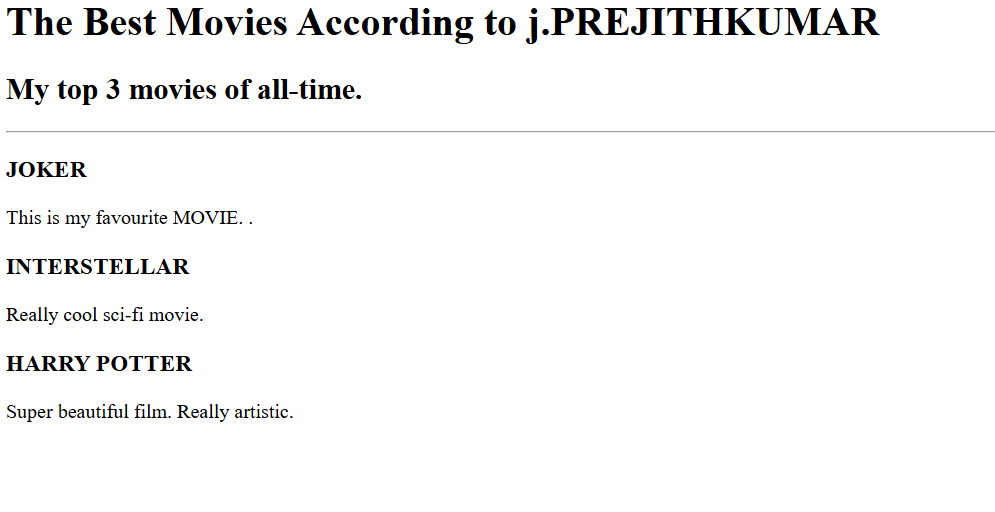 The Best Movies According to j.PREJITHKUMAR
My top 3 movies of all-time.
JOKER
This is my favourite MOVIE. .
INTERSTELLAR
Really cool sci-fi movie.
HARRY POTTER
Super beautiful film. Really artistic.